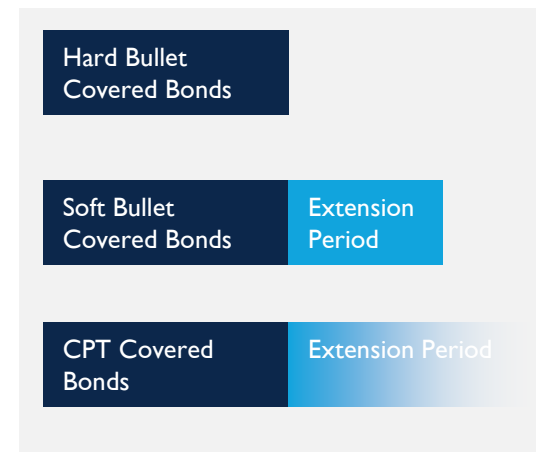 Hard Bullet
Covered Bonds
Soft Bullet
Covered Bonds
Extension
Period
CPT Covered
Bonds
Extension Period